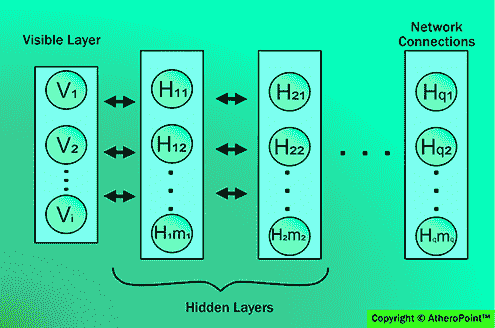 Visible Layer
Network
Connections
V₁ H₁₁ H₂₁ Hq₁
V₂ H₁₂ H₂₂ Hq₂
Vᵢ H₁m₁ H₂m₂ Hqmq
Hidden Layers
Copyright © AtheroPoint™